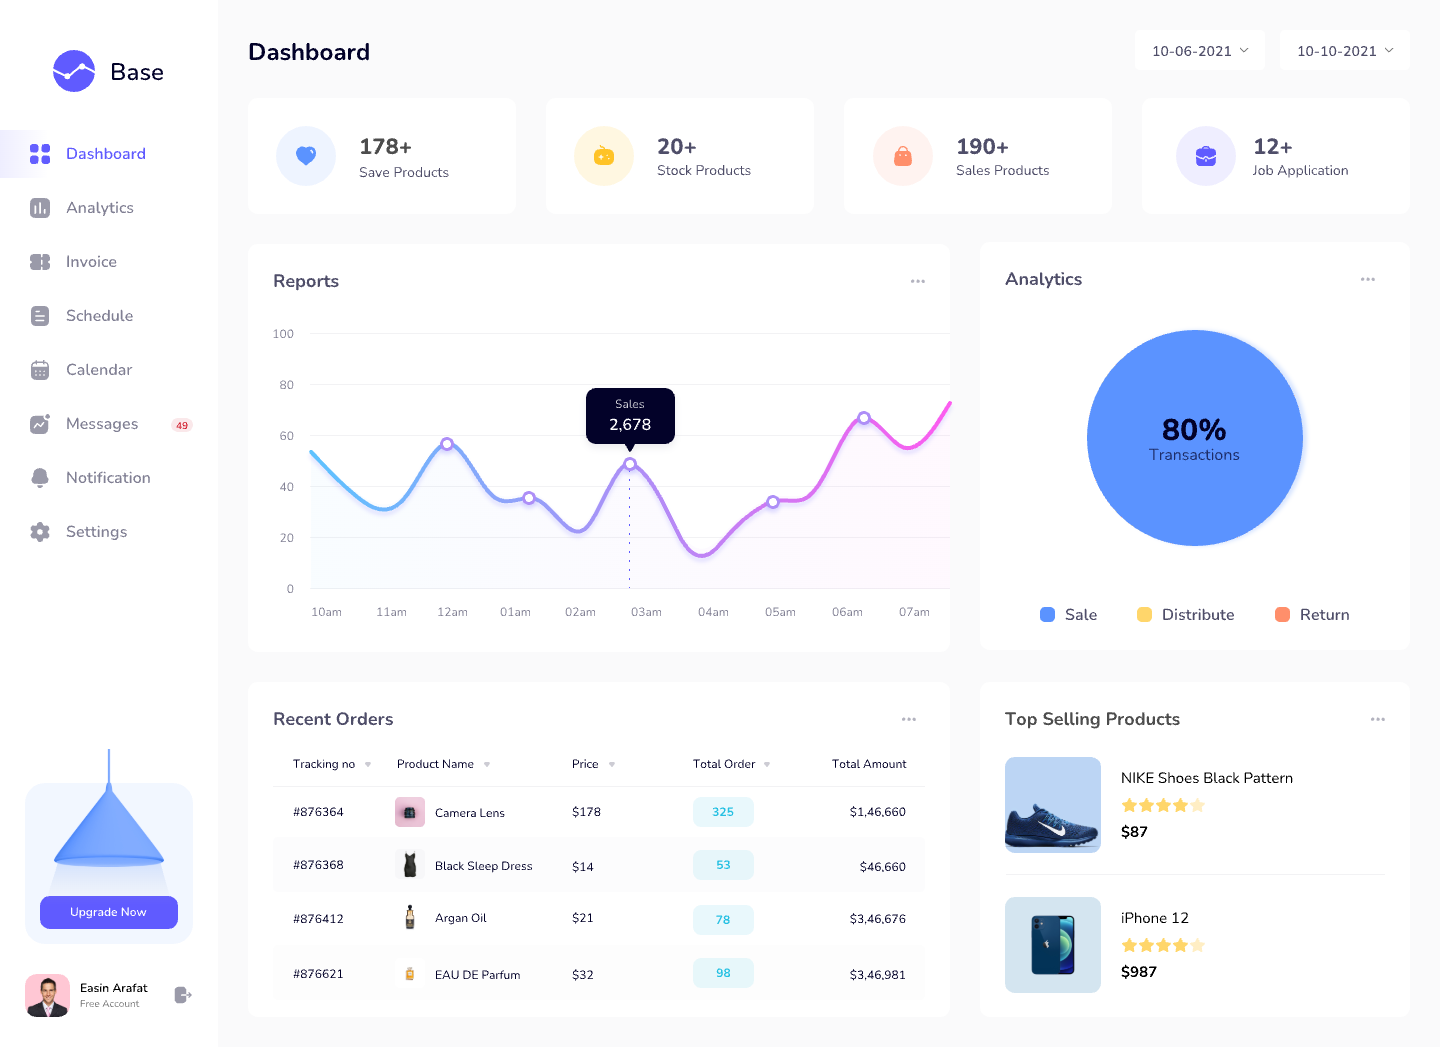 Base
Dashboard
Analytics
Invoice
Schedule
Calendar
Messages 49
Notification
Settings
Upgrade Now
Easin Arafat
Free Account
Dashboard
10-06-2021
10-10-2021
178+
Save Products
20+
Stock Products
190+
Sales Products
12+
Job Application
Reports
100
80
60
40
20
0
Sales
2,678
10am 11am 12am 01am 02am 03am 04am 05am 06am 07am
Analytics
80%
Transactions
Sale Distribute Return
Recent Orders
Tracking no Product Name Price Total Order Total Amount
#876364 Camera Lens $178 325 $1,46,660
#876368 Black Sleep Dress $14 53 $46,660
#876412 Argan Oil $21 78 $3,46,676
#876621 EAU DE Parfum $32 98 $3,46,981
Top Selling Products
NIKE Shoes Black Pattern
$87
iPhone 12
$987